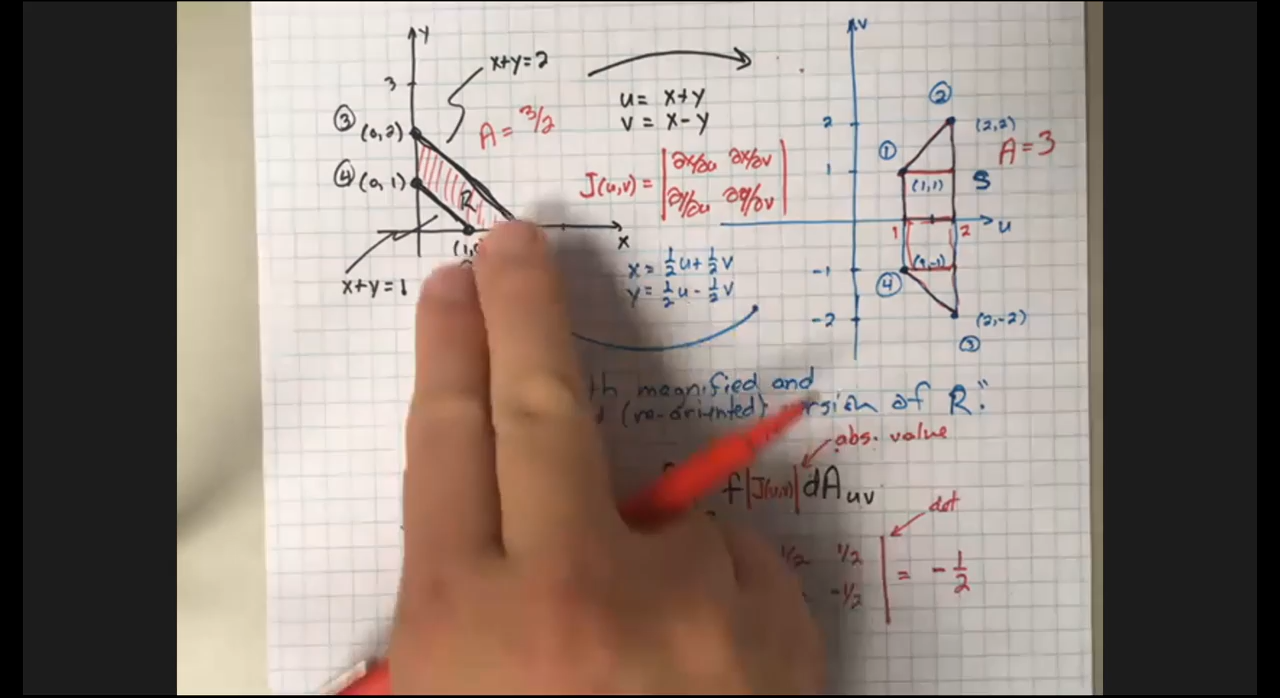 y
x+y=2
3
③ (0,2)
A = 3/2
④ (0,1)
R
x
(1,
x+y=1
u= x+y
v= x-y
J(u,v) = | ∂x/∂u ∂x/∂v |
| ∂y/∂u ∂y/∂v |
x= 1/2 u + 1/2 v
y= 1/2 u - 1/2 v
v
②
2
(2,2)
A=3
①
1
(1,1)
S
1
2
u
-1
(1,-1)
④
-2
(2,-2)
③
magnified and
(re-oriented) of R."
abs. value
f|J(u,v)| dA uv
det
1/2 1/2 | = -1/2
-1/2